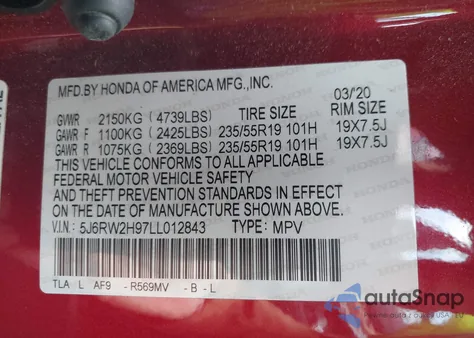 MFD.BY HONDA OF AMERICA MFG.,INC.
03/20
GVWR 2150KG ( 4739LBS) TIRE SIZE RIM SIZE
GAWR F 1100KG ( 2425LBS) 235/55R19 101H 19X7.5J
GAWR R 1075KG ( 2369LBS) 235/55R19 101H 19X7.5J
THIS VEHICLE CONFORMS TO ALL APPLICABLE
FEDERAL MOTOR VEHICLE SAFETY
AND THEFT PREVENTION STANDARDS IN EFFECT
ON THE DATE OF MANUFACTURE SHOWN ABOVE.
V.I.N.: 5J6RW2H97LL012843 TYPE: MPV
TLA L AF9 - R569MV - B - L
autoSnap